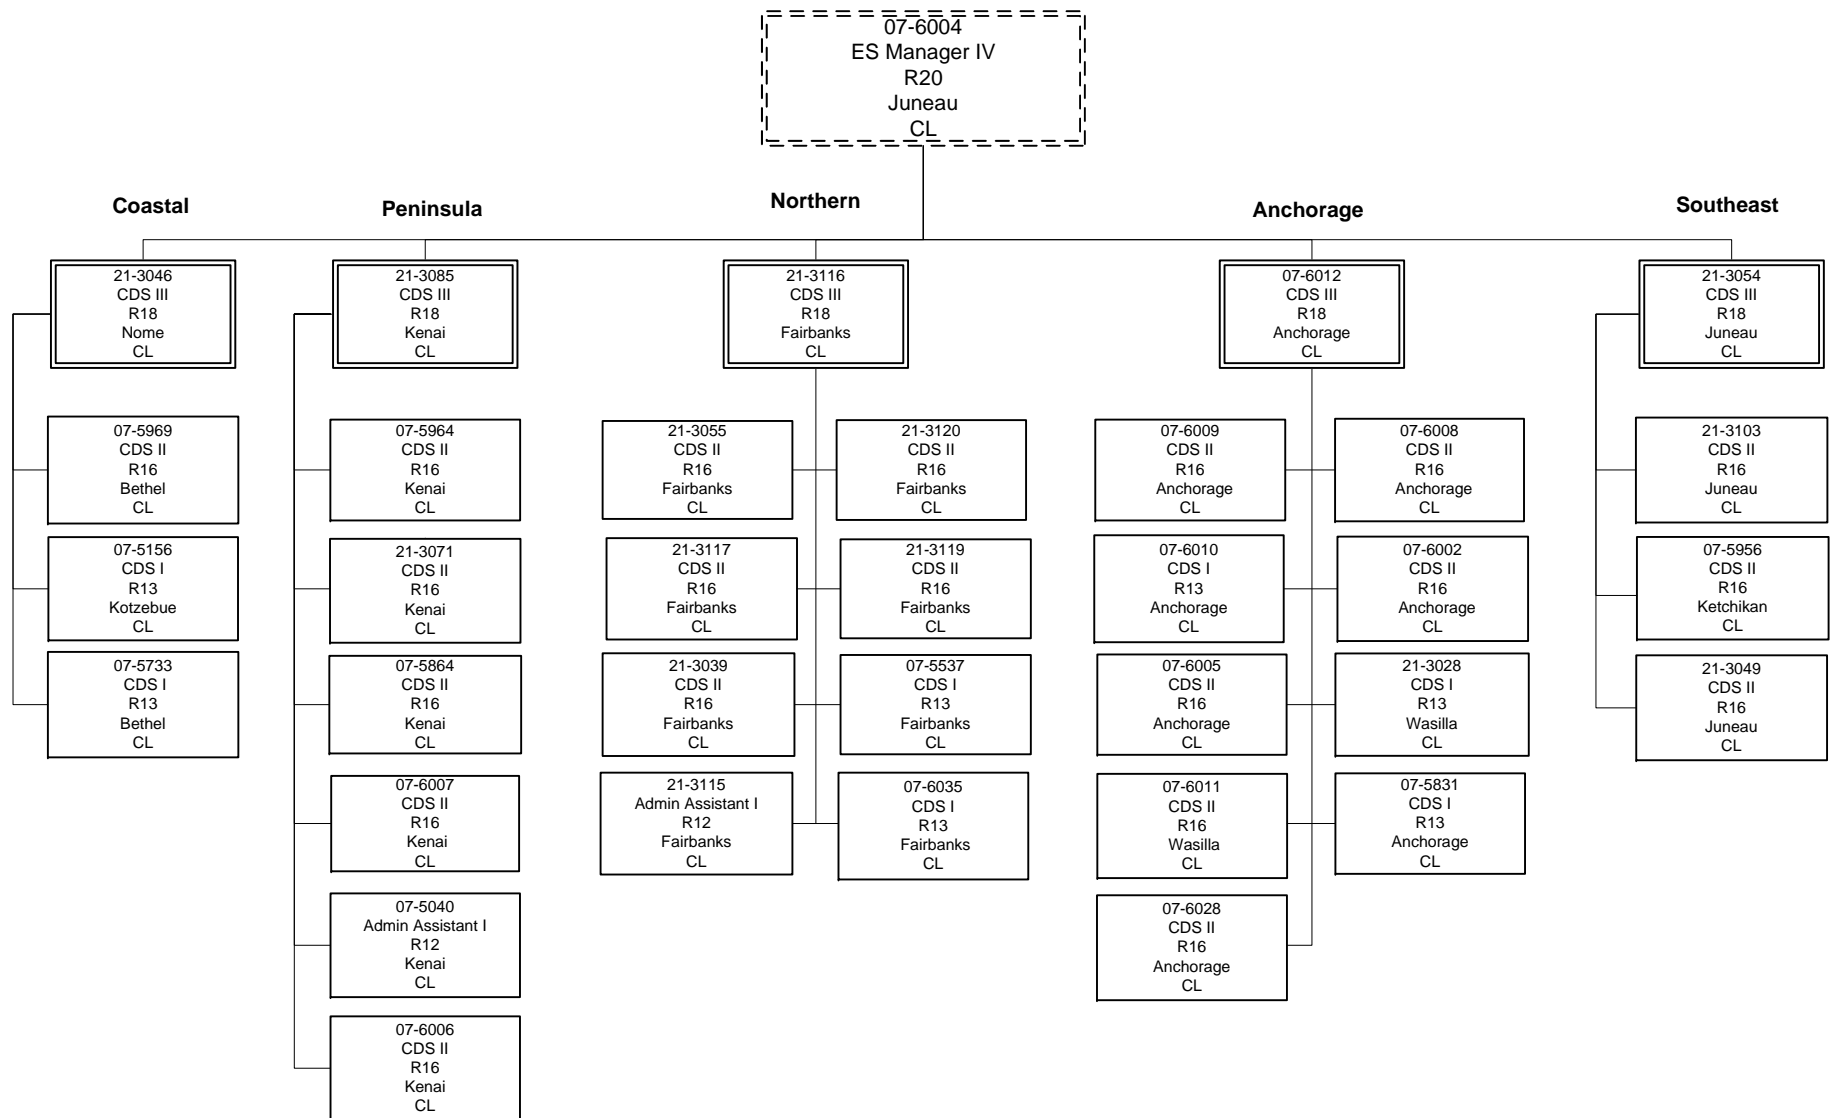 07-6004
ES Manager IV
R20
Juneau
CL
Coastal
Peninsula
Northern
Anchorage
Southeast
21-3046
CDS III
R18
Nome
CL
21-3085
CDS III
R18
Kenai
CL
21-3116
CDS III
R18
Fairbanks
CL
07-6012
CDS III
R18
Anchorage
CL
21-3054
CDS III
R18
Juneau
CL
07-5969
CDS II
R16
Bethel
CL
07-5156
CDS I
R13
Kotzebue
CL
07-5733
CDS I
R13
Bethel
CL
07-5964
CDS II
R16
Kenai
CL
21-3071
CDS II
R16
Kenai
CL
07-5864
CDS II
R16
Kenai
CL
07-6007
CDS II
R16
Kenai
CL
07-5040
Admin Assistant I
R12
Kenai
CL
07-6006
CDS II
R16
Kenai
CL
21-3055
CDS II
R16
Fairbanks
CL
21-3120
CDS II
R16
Fairbanks
CL
21-3117
CDS II
R16
Fairbanks
CL
21-3119
CDS II
R16
Fairbanks
CL
21-3039
CDS II
R16
Fairbanks
CL
07-5537
CDS I
R13
Fairbanks
CL
21-3115
Admin Assistant I
R12
Fairbanks
CL
07-6035
CDS I
R13
Fairbanks
CL
07-6009
CDS II
R16
Anchorage
CL
07-6008
CDS II
R16
Anchorage
CL
07-6010
CDS I
R13
Anchorage
CL
07-6002
CDS II
R16
Anchorage
CL
07-6005
CDS II
R16
Anchorage
CL
21-3028
CDS I
R13
Wasilla
CL
07-6011
CDS II
R16
Wasilla
CL
07-5831
CDS I
R13
Anchorage
CL
07-6028
CDS II
R16
Anchorage
CL
21-3103
CDS II
R16
Juneau
CL
07-5956
CDS II
R16
Ketchikan
CL
21-3049
CDS II
R16
Juneau
CL